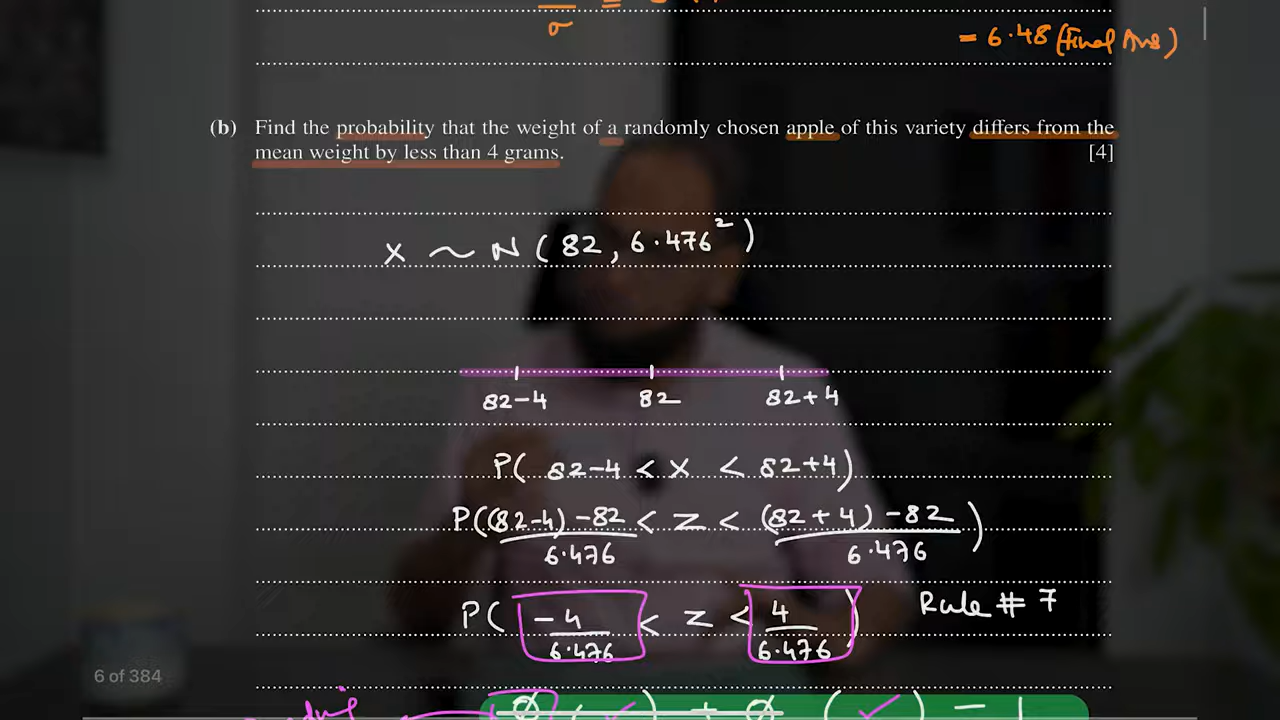 σ
= 6.48 (Final Ans)
(b) Find the probability that the weight of a randomly chosen apple of this variety differs from the
mean weight by less than 4 grams. [4]
X ~ N ( 82 , 6.476² )
82-4 82 82+4
P( 82-4 < X < 82+4)
P((82-4) -82 < Z < (82+4) -82 )
6.476 6.476
P( -4 < Z < 4 ) Rule # 7
6.476 6.476
6 of 384
Φ ( ✓ ) + Φ ( ✓ ) - 1